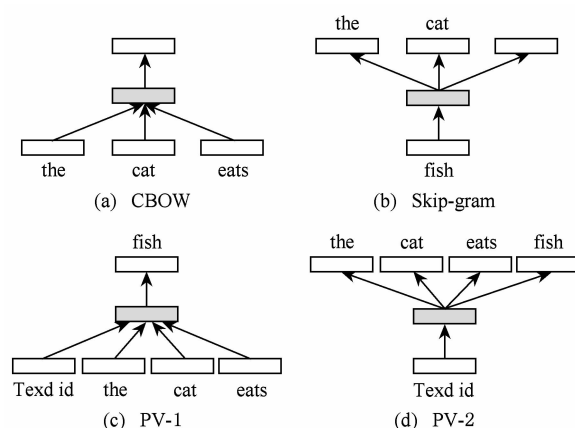 the cat
the cat eats
fish
(a) CBOW
(b) Skip-gram
fish
the cat eats fish
Texd id the cat eats
Texd id
(c) PV-1
(d) PV-2